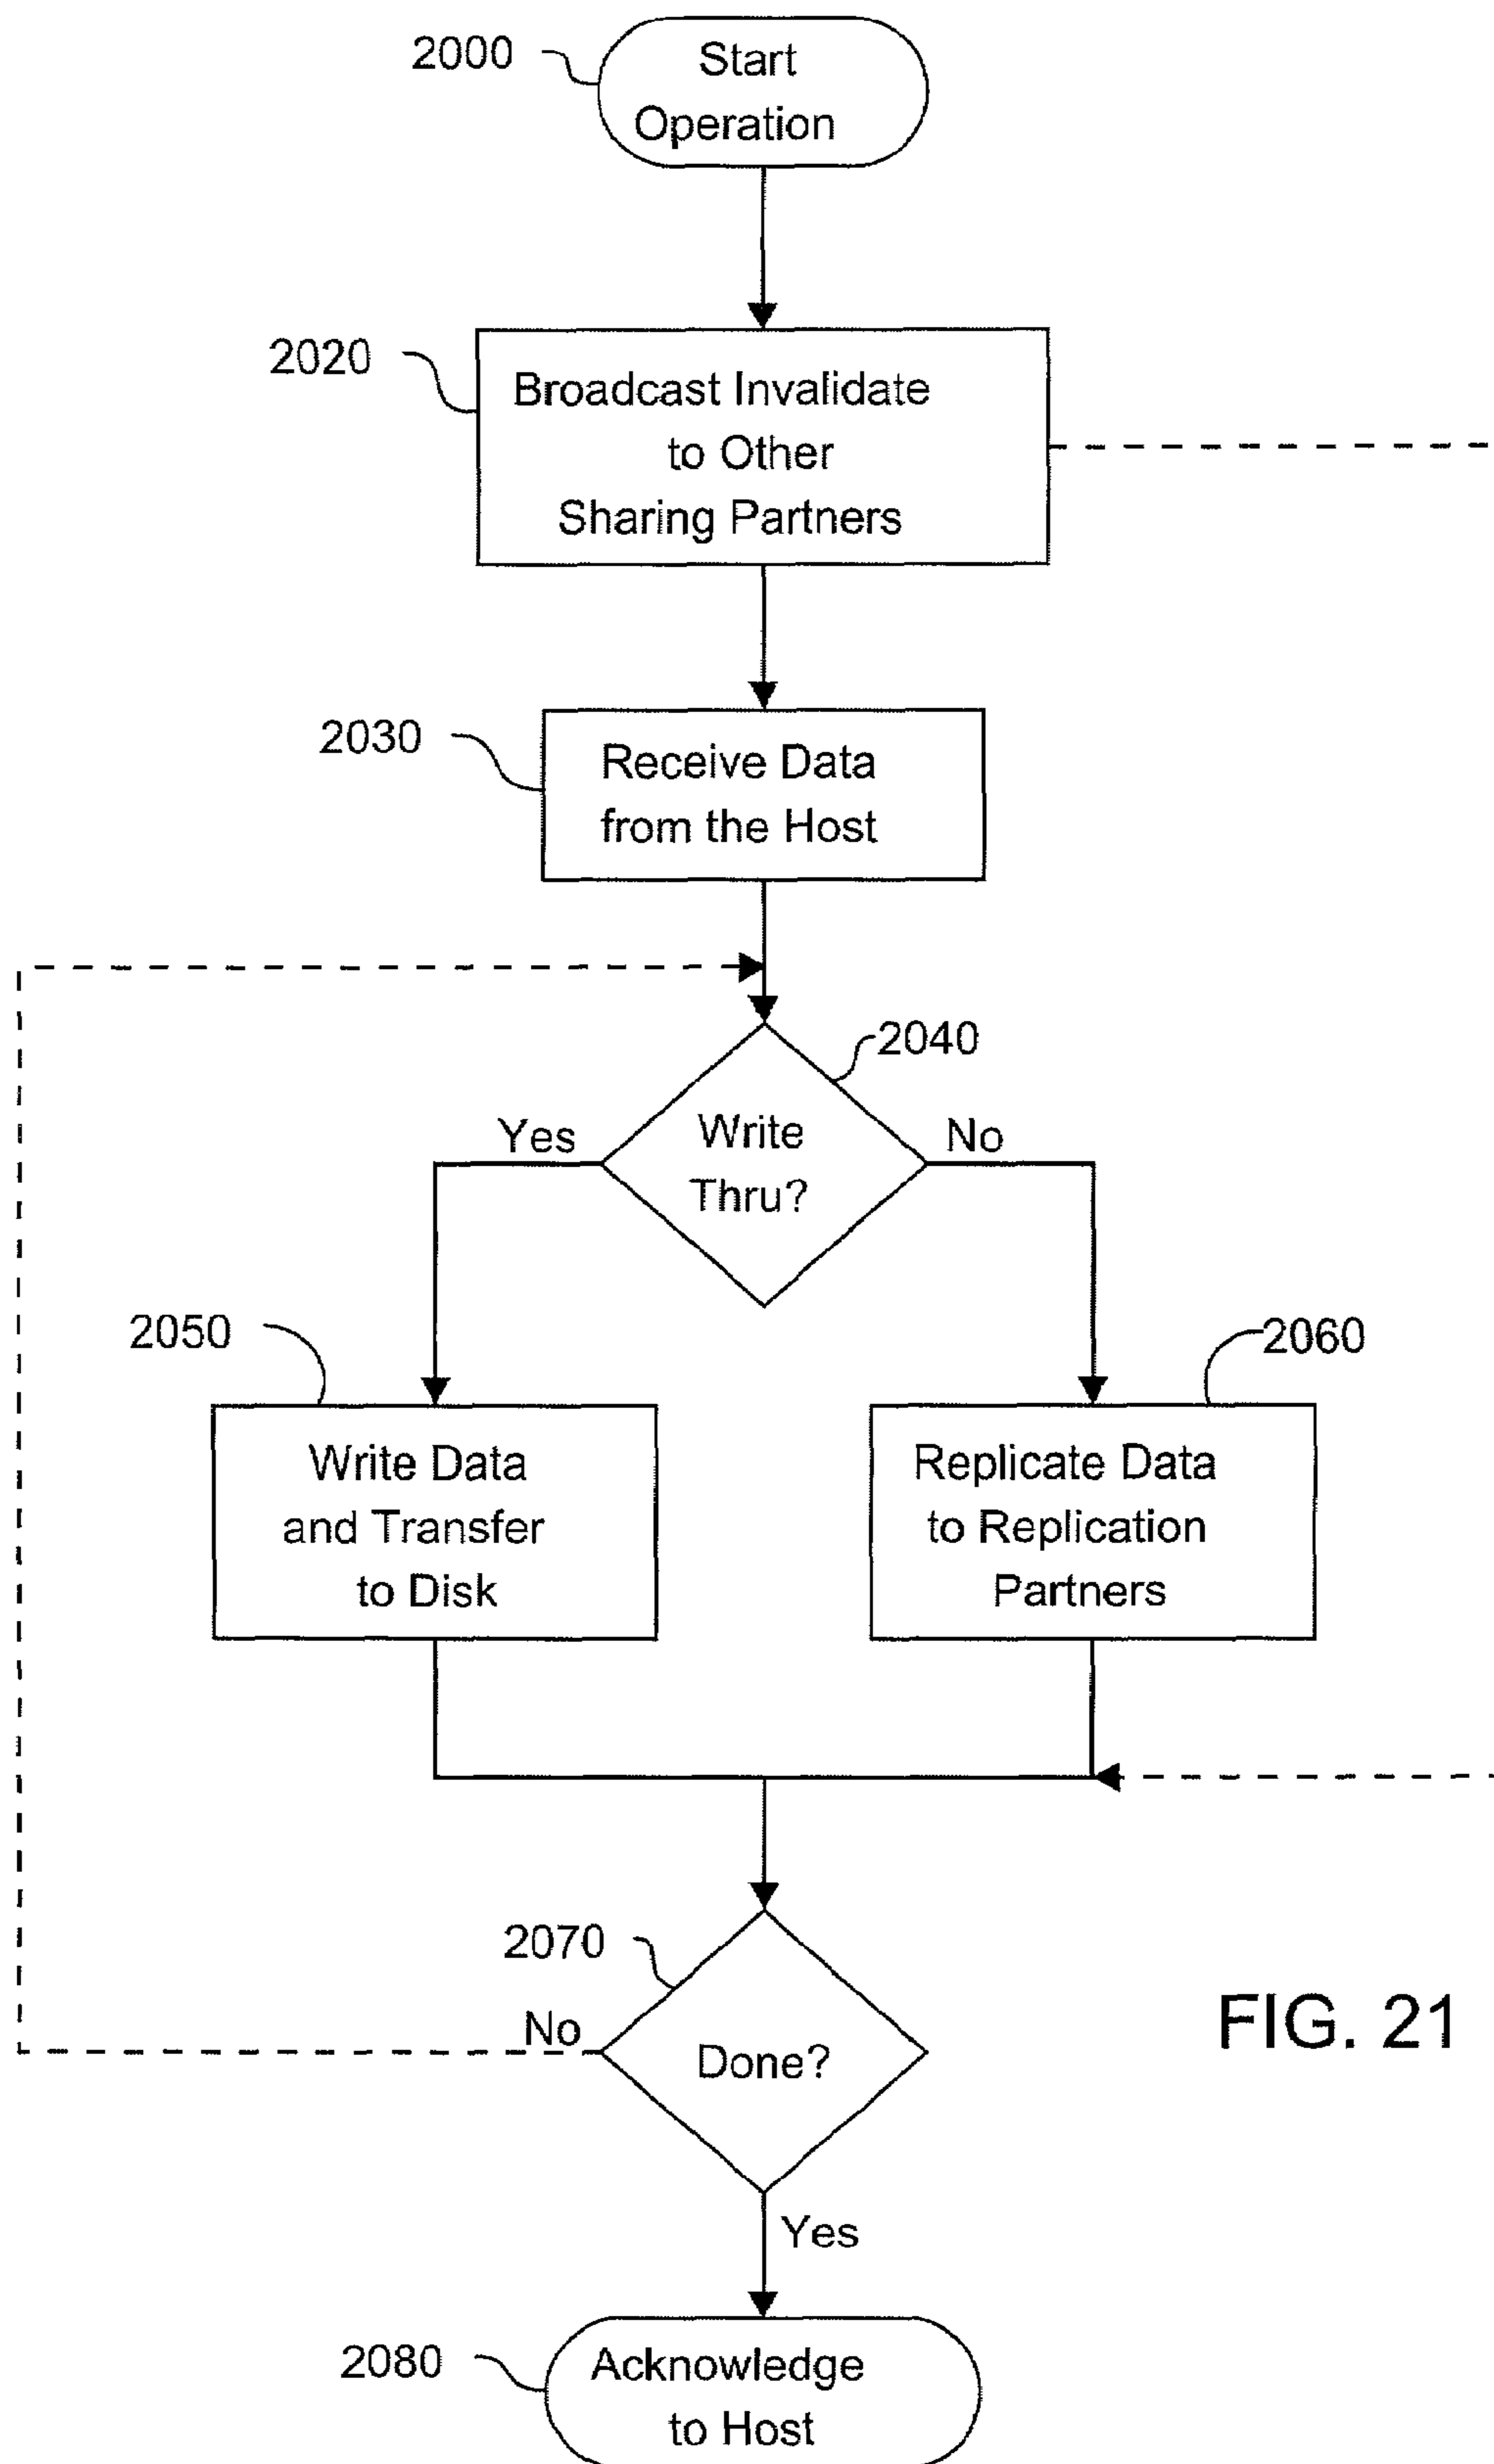 2000
Start
Operation
2020
Broadcast Invalidate
to Other
Sharing Partners
2030
Receive Data
from the Host
2040
Write
Thru?
Yes
No
2050
Write Data
and Transfer
to Disk
2060
Replicate Data
to Replication
Partners
2070
Done?
No
Yes
FIG. 21
2080
Acknowledge
to Host